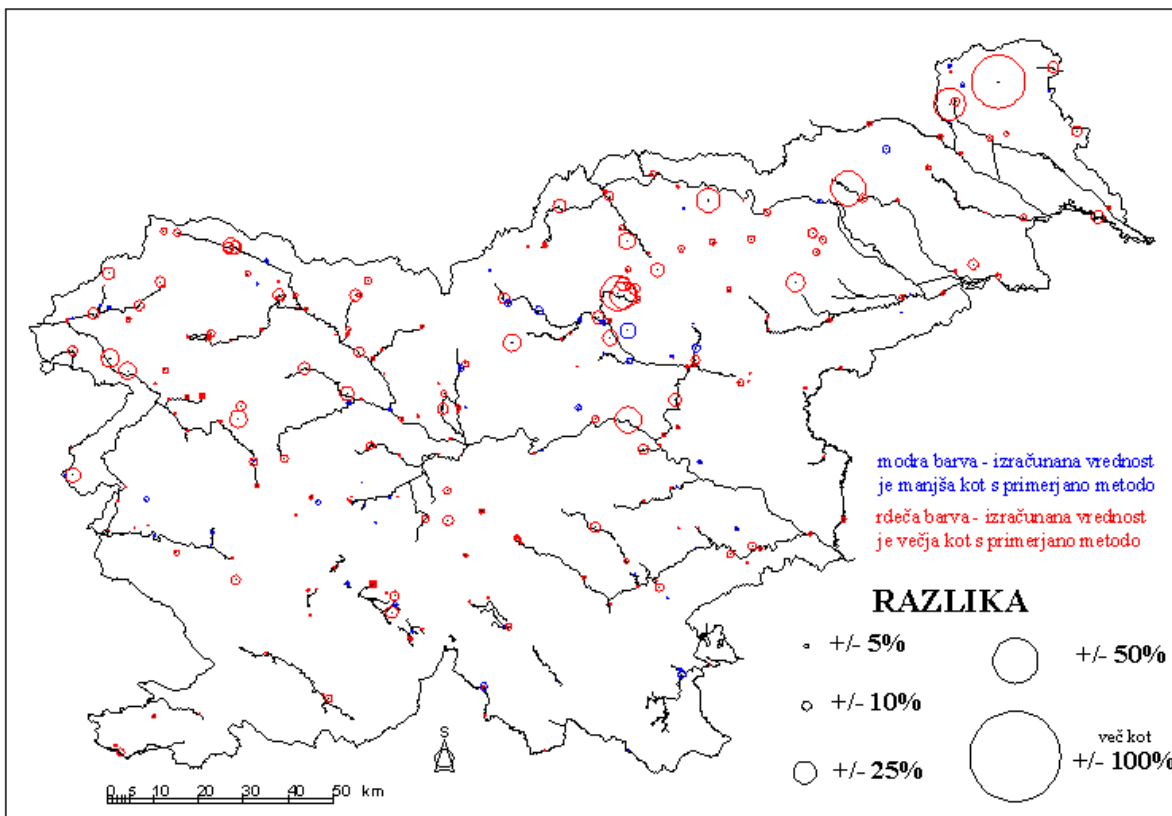 modra barva - izračunana vrednost
je manjša kot s primerjano metodo
rdeča barva - izračunana vrednost
je večja kot s primerjano metodo
RAZLIKA
+/- 5%
+/- 10%
+/- 25%
+/- 50%
več kot
+/- 100%
S
0 5 10 20 30 40 50 km